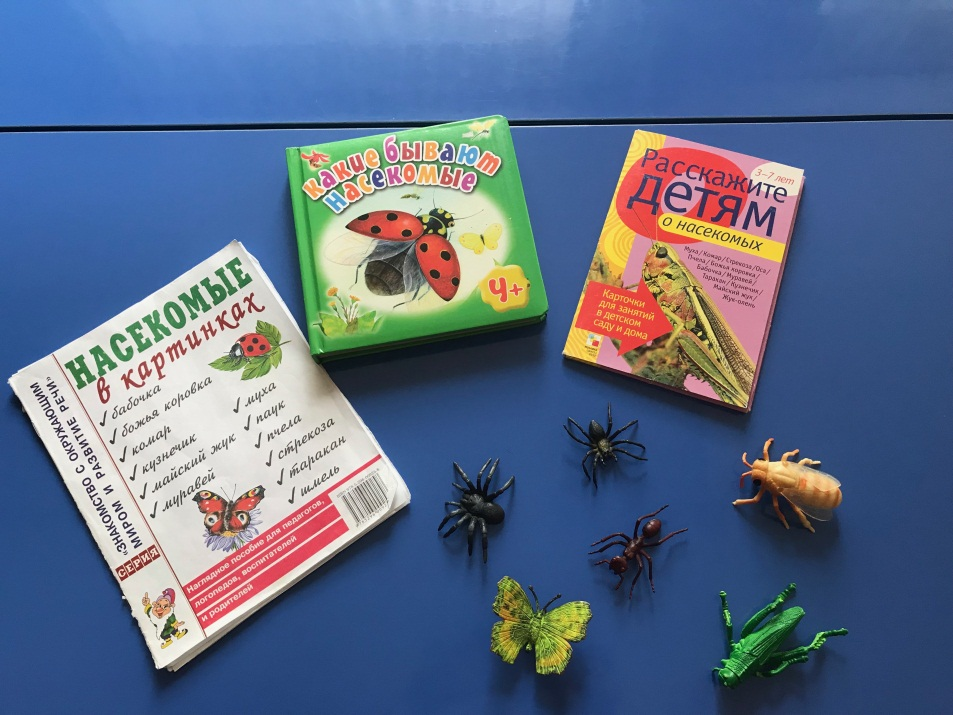 Какие бывают
насекомые
4+
Расскажите
детям
3-7 лет
о насекомых
Муха/Комар/Стрекоза/Оса/
Пчела/Божья коровка/
Бабочка/Муравей/
Таракан/Кузнечик/
Майский жук/
Жук-олень
Карточки
для занятий
в детском
саду и дома
НАСЕКОМЫЕ
в картинках
✓ бабочка
✓ божья коровка
✓ комар
✓ кузнечик
✓ майский жук
✓ муравей
✓ муха
✓ паук
✓ пчела
✓ стрекоза
✓ таракан
✓ шмель
Наглядное пособие для педагогов,
логопедов, воспитателей
и родителей
СЕРИЯ
«ЗНАКОМСТВО С ОКРУЖАЮЩИМ
МИРОМ И РАЗВИТИЕ РЕЧИ»